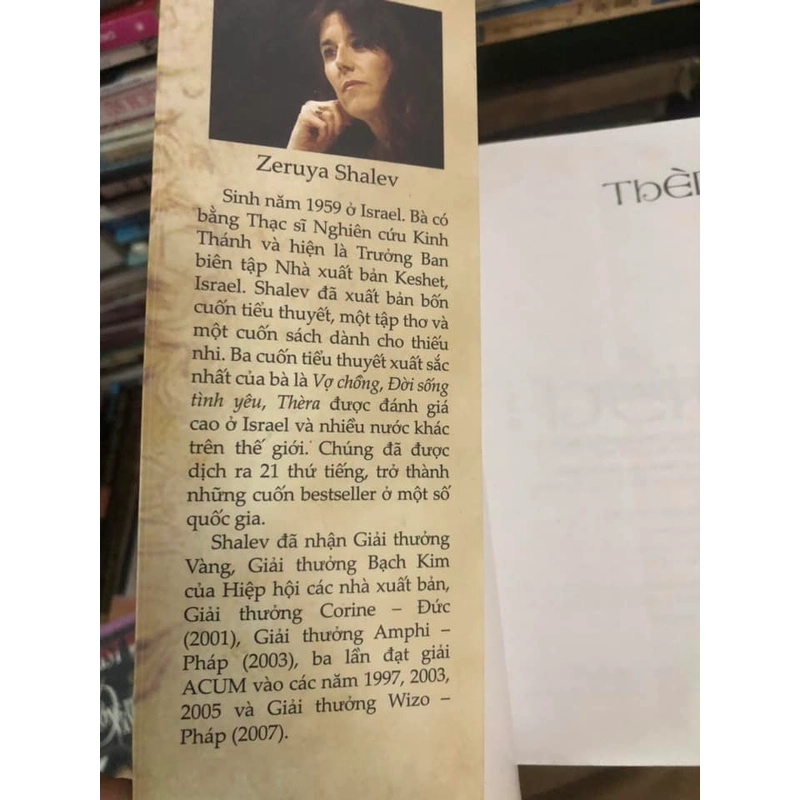 Zeruya Shalev
Sinh năm 1959 ở Israel. Bà có
bằng Thạc sĩ Nghiên cứu Kinh
Thánh và hiện là Trưởng Ban
biên tập Nhà xuất bản Keshet,
Israel. Shalev đã xuất bản bốn
cuốn tiểu thuyết, một tập thơ và
một cuốn sách dành cho thiếu
nhi. Ba cuốn tiểu thuyết xuất sắc
nhất của bà là Vợ chồng, Đời sống
tình yêu, Thèra được đánh giá
cao ở Israel và nhiều nước khác
trên thế giới. Chúng đã được
dịch ra 21 thứ tiếng, trở thành
những cuốn bestseller ở một số
quốc gia.
Shalev đã nhận Giải thưởng
Vàng, Giải thưởng Bạch Kim
của Hiệp hội các nhà xuất bản,
Giải thưởng Corine – Đức
(2001), Giải thưởng Amphi –
Pháp (2003), ba lần đạt giải
ACUM vào các năm 1997, 2003,
2005 và Giải thưởng Wizo –
Pháp (2007).
THÈ